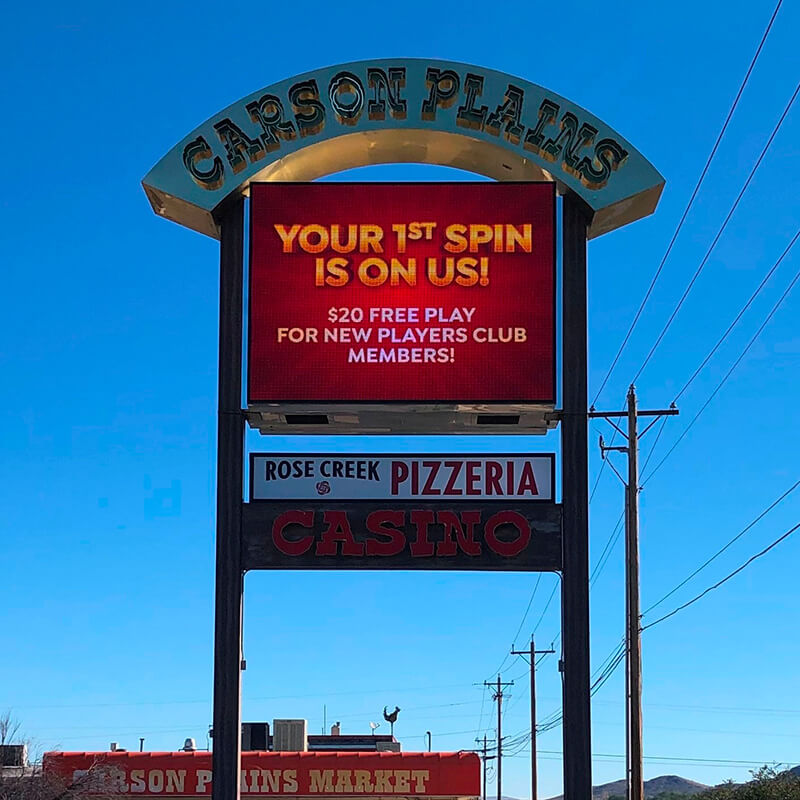 CARSON PLAINS
YOUR 1ST SPIN
IS ON US!
$20 FREE PLAY
FOR NEW PLAYERS CLUB
MEMBERS!
ROSE CREEK PIZZERIA
CASINO
CARSON PLAINS MARKET